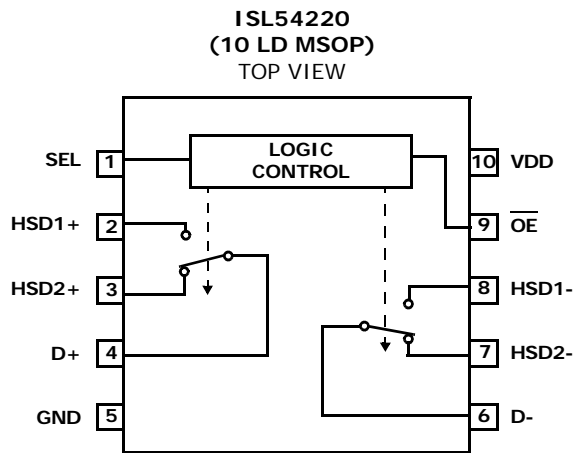 ISL54220
(10 LD MSOP)
TOP VIEW
LOGIC
CONTROL
SEL 1
HSD1+ 2
HSD2+ 3
D+ 4
GND 5
10 VDD
9 OE
8 HSD1-
7 HSD2-
6 D-